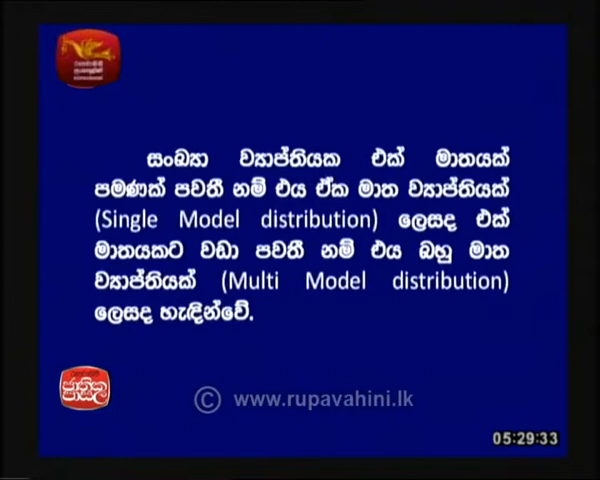 සංඛ්‍යා ව්‍යාප්තියක එක් මාතයක්
පමණක් පවතී නම් එය ඒක මාත ව්‍යාප්තියක්
(Single Model distribution) ලෙසද එක්
මාතයකට වඩා පවතී නම් එය බහු මාත
ව්‍යාප්තියක් (Multi Model distribution)
ලෙසද හැඳින්වේ.
ජාතික
පාසල
© www.rupavahini.lk
05:29:33